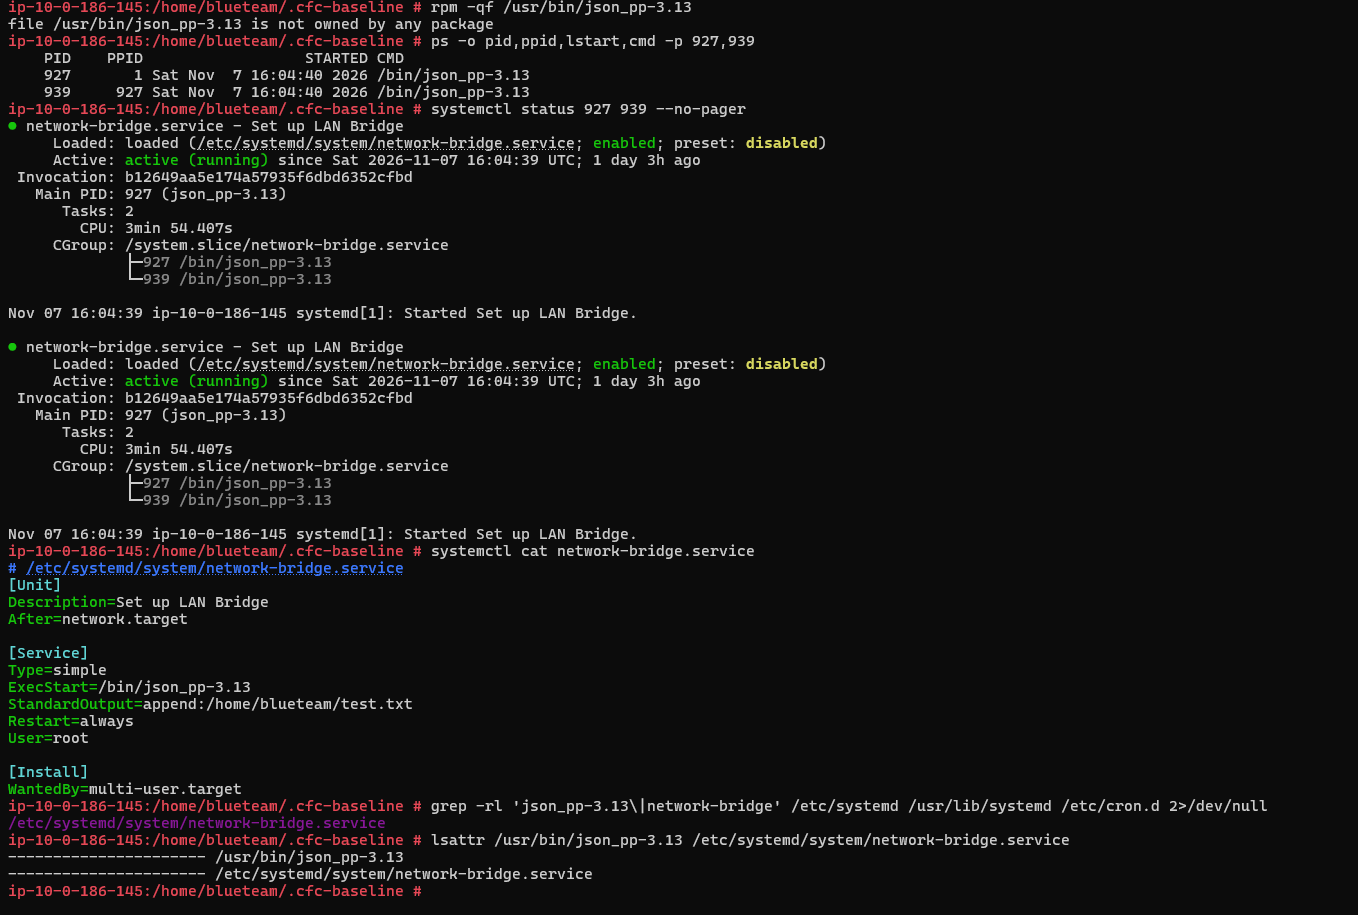 ip-10-0-186-145:/home/blueteam/.cfc-baseline # rpm -qf /usr/bin/json_pp-3.13
file /usr/bin/json_pp-3.13 is not owned by any package
ip-10-0-186-145:/home/blueteam/.cfc-baseline # ps -o pid,ppid,lstart,cmd -p 927,939
    PID    PPID                  STARTED CMD
    927       1 Sat Nov  7 16:04:40 2026 /bin/json_pp-3.13
    939     927 Sat Nov  7 16:04:40 2026 /bin/json_pp-3.13
ip-10-0-186-145:/home/blueteam/.cfc-baseline # systemctl status 927 939 --no-pager
● network-bridge.service - Set up LAN Bridge
     Loaded: loaded (/etc/systemd/system/network-bridge.service; enabled; preset: disabled)
     Active: active (running) since Sat 2026-11-07 16:04:39 UTC; 1 day 3h ago
 Invocation: b12649aa5e174a57935f6dbd6352cfbd
   Main PID: 927 (json_pp-3.13)
      Tasks: 2
        CPU: 3min 54.407s
     CGroup: /system.slice/network-bridge.service
             ├─927 /bin/json_pp-3.13
             └─939 /bin/json_pp-3.13

Nov 07 16:04:39 ip-10-0-186-145 systemd[1]: Started Set up LAN Bridge.

● network-bridge.service - Set up LAN Bridge
     Loaded: loaded (/etc/systemd/system/network-bridge.service; enabled; preset: disabled)
     Active: active (running) since Sat 2026-11-07 16:04:39 UTC; 1 day 3h ago
 Invocation: b12649aa5e174a57935f6dbd6352cfbd
   Main PID: 927 (json_pp-3.13)
      Tasks: 2
        CPU: 3min 54.407s
     CGroup: /system.slice/network-bridge.service
             ├─927 /bin/json_pp-3.13
             └─939 /bin/json_pp-3.13

Nov 07 16:04:39 ip-10-0-186-145 systemd[1]: Started Set up LAN Bridge.
ip-10-0-186-145:/home/blueteam/.cfc-baseline # systemctl cat network-bridge.service
# /etc/systemd/system/network-bridge.service
[Unit]
Description=Set up LAN Bridge
After=network.target

[Service]
Type=simple
ExecStart=/bin/json_pp-3.13
StandardOutput=append:/home/blueteam/test.txt
Restart=always
User=root

[Install]
WantedBy=multi-user.target
ip-10-0-186-145:/home/blueteam/.cfc-baseline # grep -rl 'json_pp-3.13\|network-bridge' /etc/systemd /usr/lib/systemd /etc/cron.d 2>/dev/null
/etc/systemd/system/network-bridge.service
ip-10-0-186-145:/home/blueteam/.cfc-baseline # lsattr /usr/bin/json_pp-3.13 /etc/systemd/system/network-bridge.service
---------------------- /usr/bin/json_pp-3.13
---------------------- /etc/systemd/system/network-bridge.service
ip-10-0-186-145:/home/blueteam/.cfc-baseline #